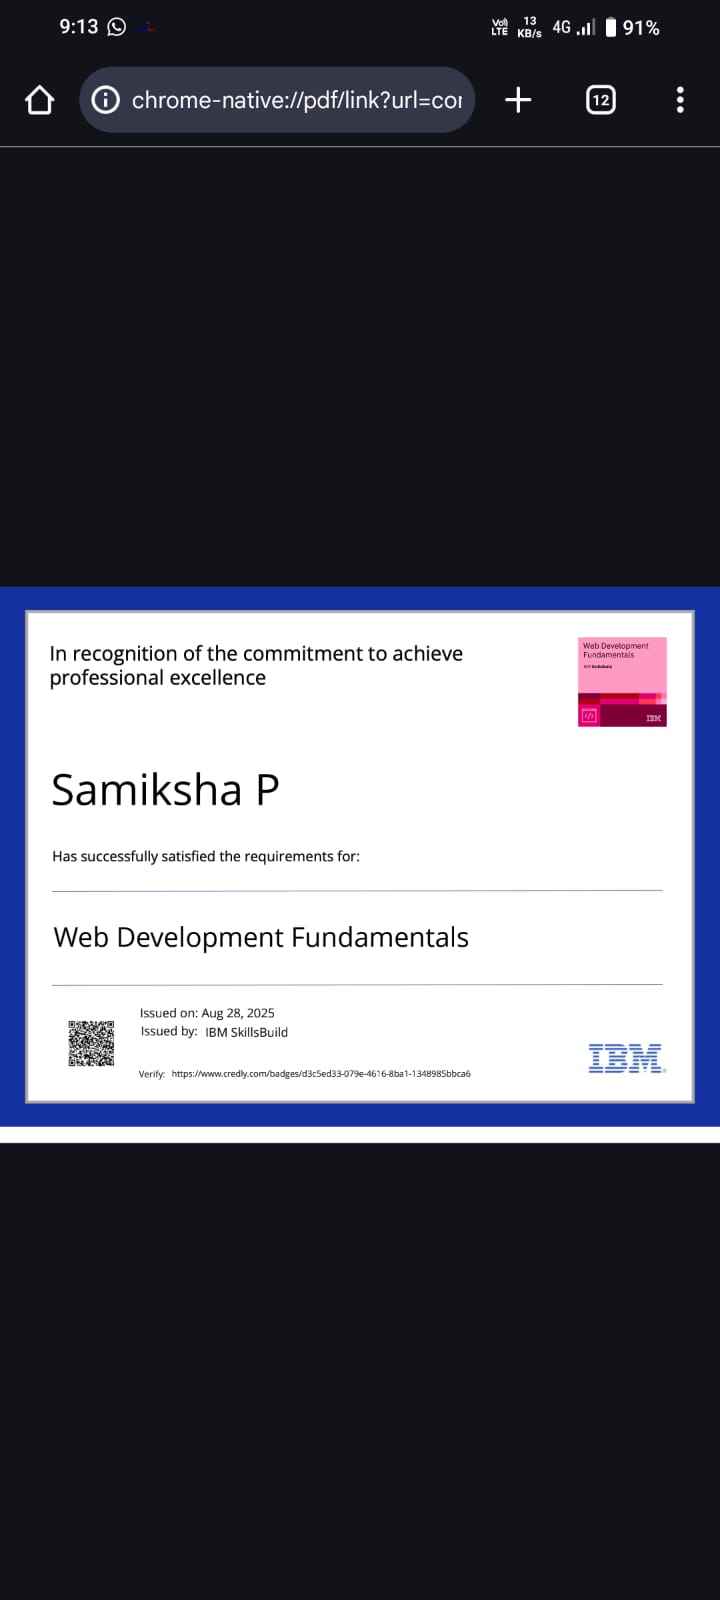 9:13
Vo) LTE 13 KB/s 4G 91%
chrome-native://pdf/link?url=cor
12
In recognition of the commitment to achieve
professional excellence
Web Development
Fundamentals
IBM SkillsBuild
IBM
Samiksha P
Has successfully satisfied the requirements for:
Web Development Fundamentals
Issued on: Aug 28, 2025
Issued by: IBM SkillsBuild
Verify: https://www.credly.com/badges/d3c5ed33-079e-4616-8ba1-1348985bbca6
IBM